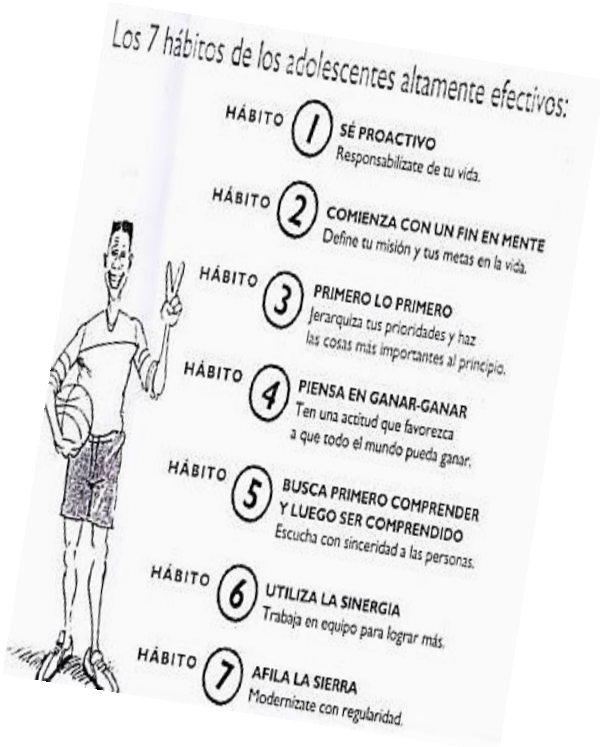 Los 7 hábitos de los adolescentes altamente efectivos:
HÁBITO 1 SÉ PROACTIVO
Responsabilízate de tu vida.
HÁBITO 2 COMIENZA CON UN FIN EN MENTE
Define tu misión y tus metas en la vida.
HÁBITO 3 PRIMERO LO PRIMERO
Jerarquiza tus prioridades y haz
las cosas más importantes al principio.
HÁBITO 4 PIENSA EN GANAR-GANAR
Ten una actitud que favorezca
a que todo el mundo pueda ganar.
HÁBITO 5 BUSCA PRIMERO COMPRENDER
Y LUEGO SER COMPRENDIDO
Escucha con sinceridad a las personas.
HÁBITO 6 UTILIZA LA SINERGIA
Trabaja en equipo para lograr más.
HÁBITO 7 AFILA LA SIERRA
Modernízate con regularidad.